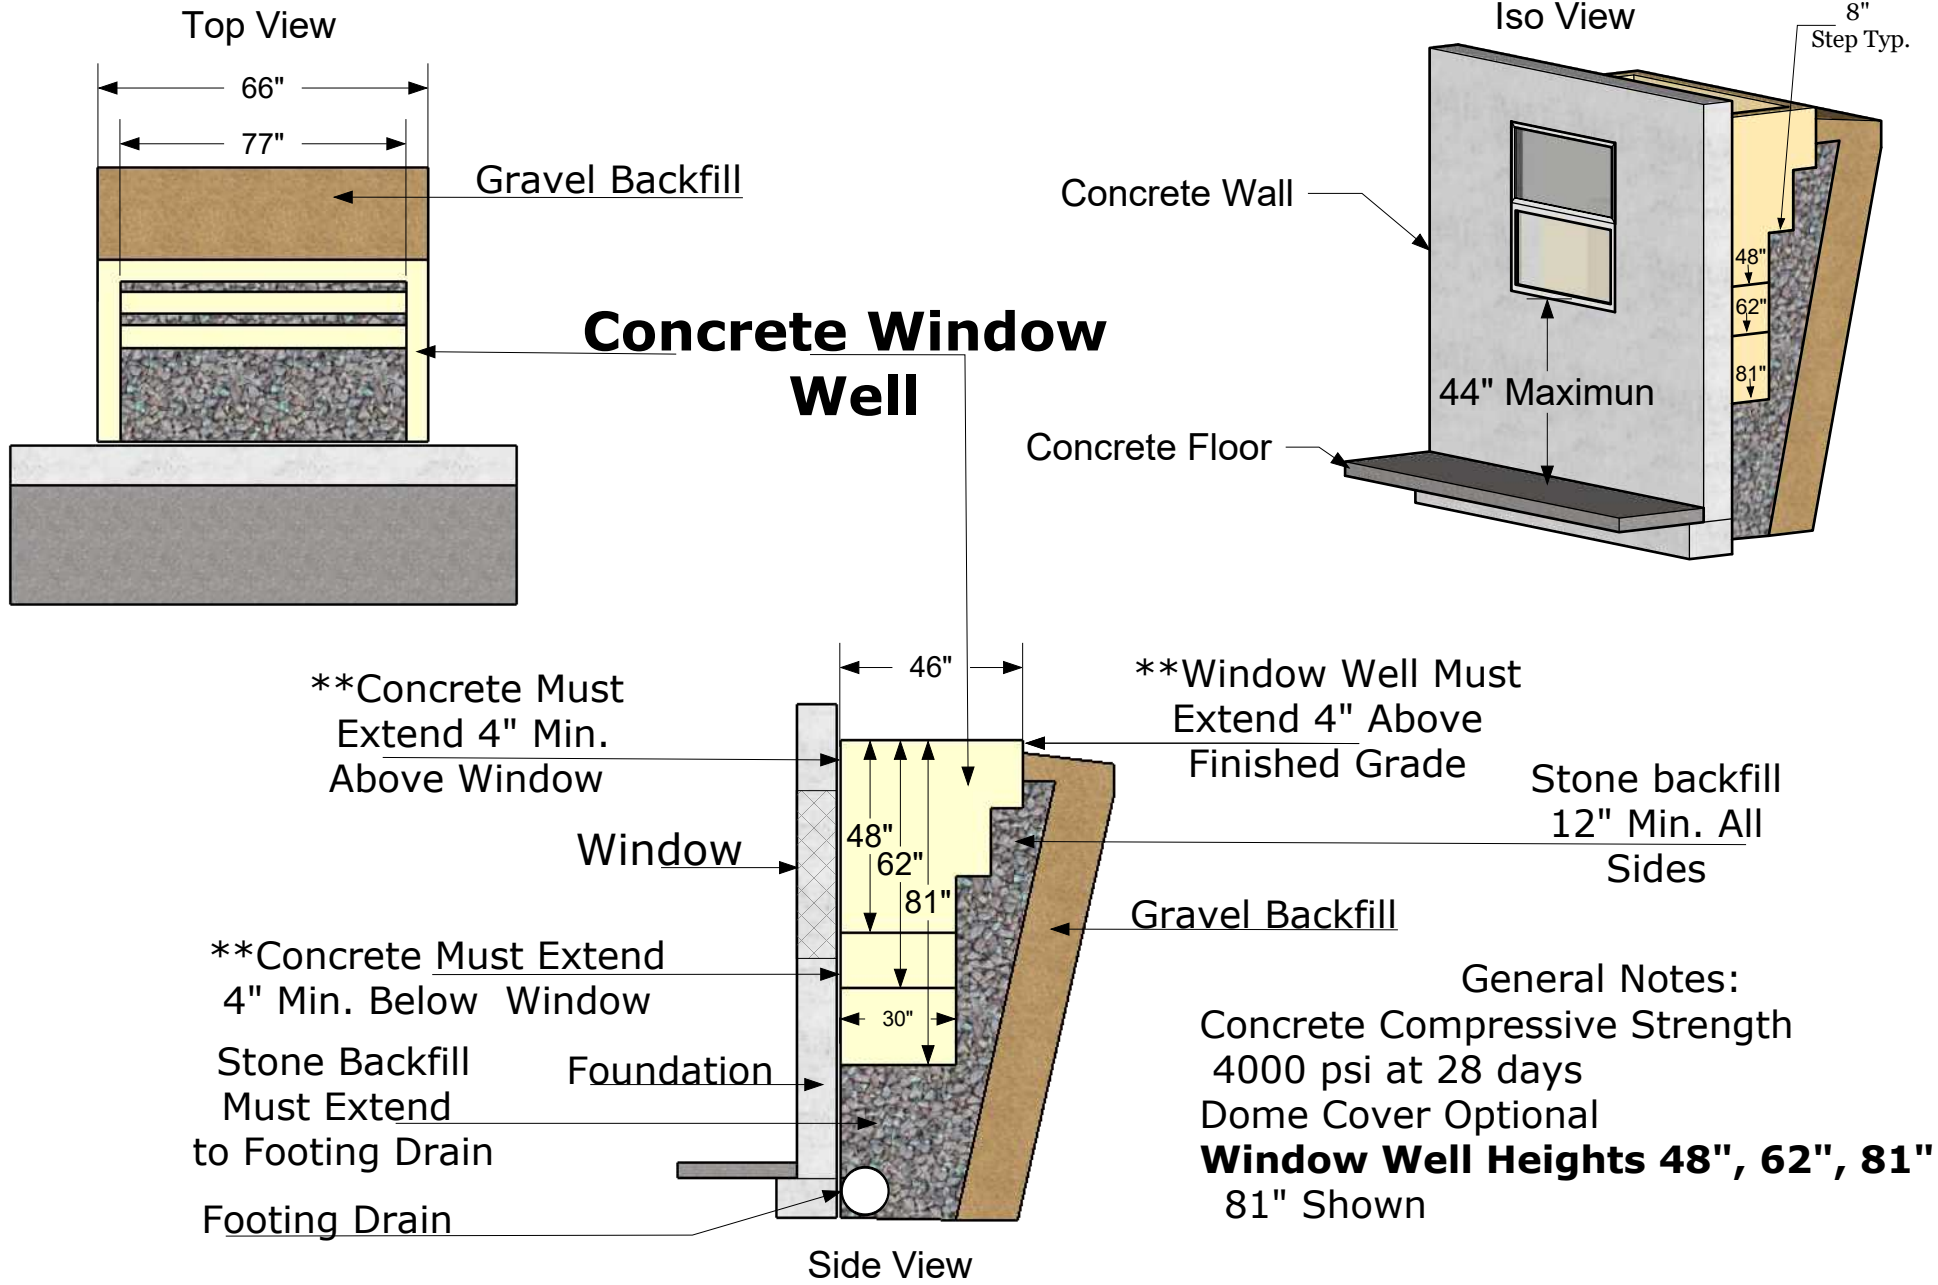 Top View
66"
77"
Gravel Backfill
Iso View
8"
Step Typ.
Concrete Wall
48"
62"
81"
44" Maximun
Concrete Floor
Concrete Window
Well
**Concrete Must
Extend 4" Min.
Above Window
46"
**Window Well Must
Extend 4" Above
Finished Grade
Stone backfill
12" Min. All
Sides
Window
48"
62"
81"
Gravel Backfill
**Concrete Must Extend
4" Min. Below Window
30"
Stone Backfill
Must Extend
to Footing Drain
Foundation
Footing Drain
Side View
General Notes:
Concrete Compressive Strength
4000 psi at 28 days
Dome Cover Optional
Window Well Heights 48", 62", 81"
81" Shown